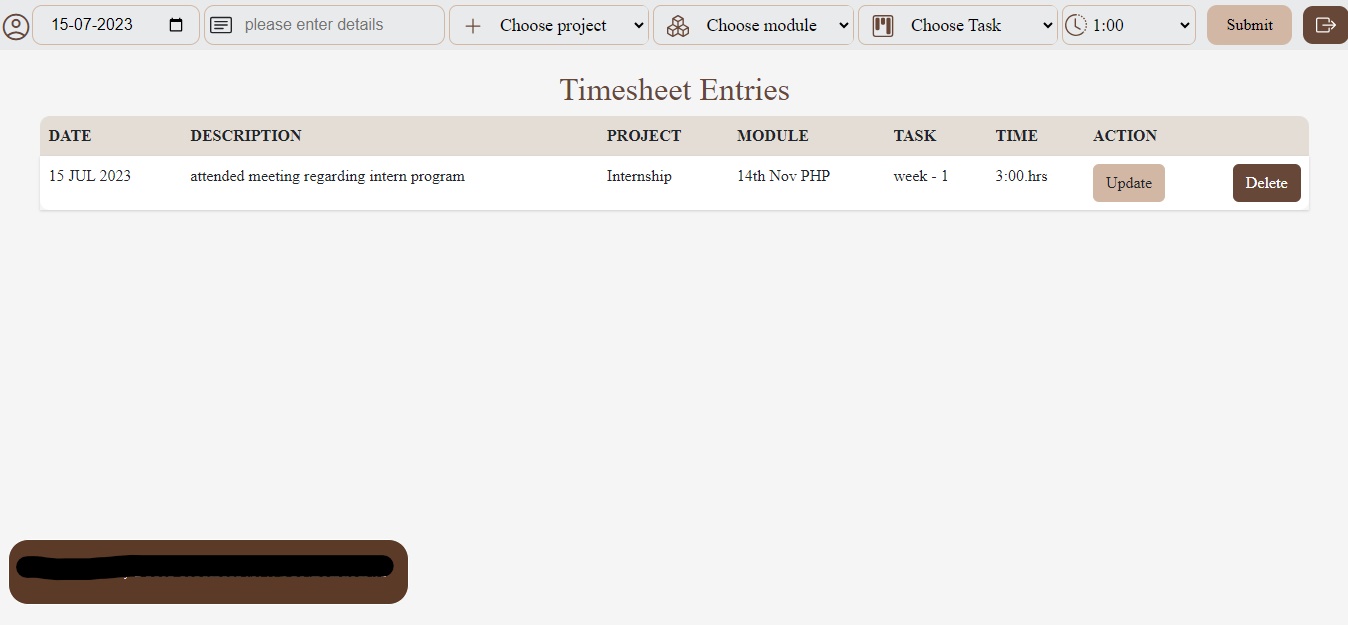 15-07-2023 please enter details Choose project Choose module Choose Task 1:00 Submit
Timesheet Entries
DATE DESCRIPTION PROJECT MODULE TASK TIME ACTION
15 JUL 2023 attended meeting regarding intern program Internship 14th Nov PHP week - 1 3:00.hrs Update Delete